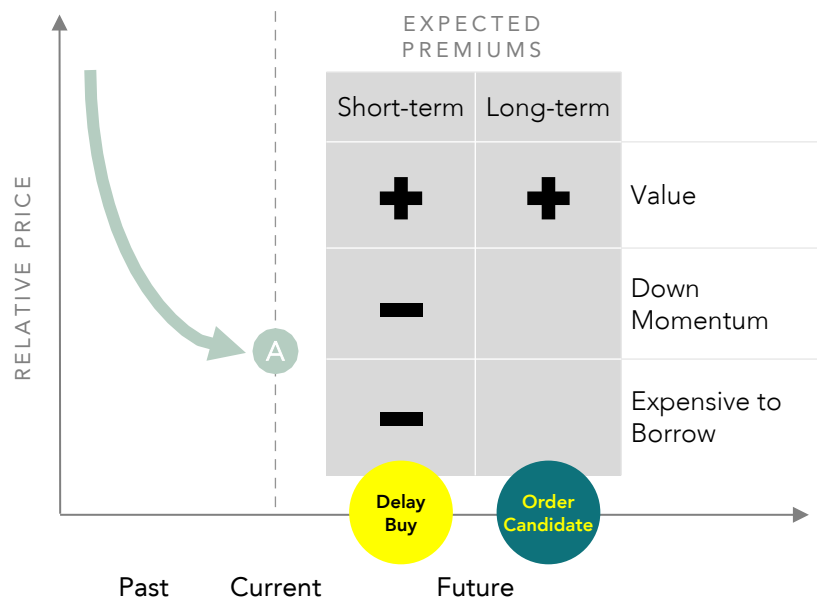 EXPECTED
PREMIUMS
Short-term
Long-term
+
+
Value
−
Down
Momentum
−
Expensive to
Borrow
RELATIVE PRICE
A
Delay
Buy
Order
Candidate
Past
Current
Future